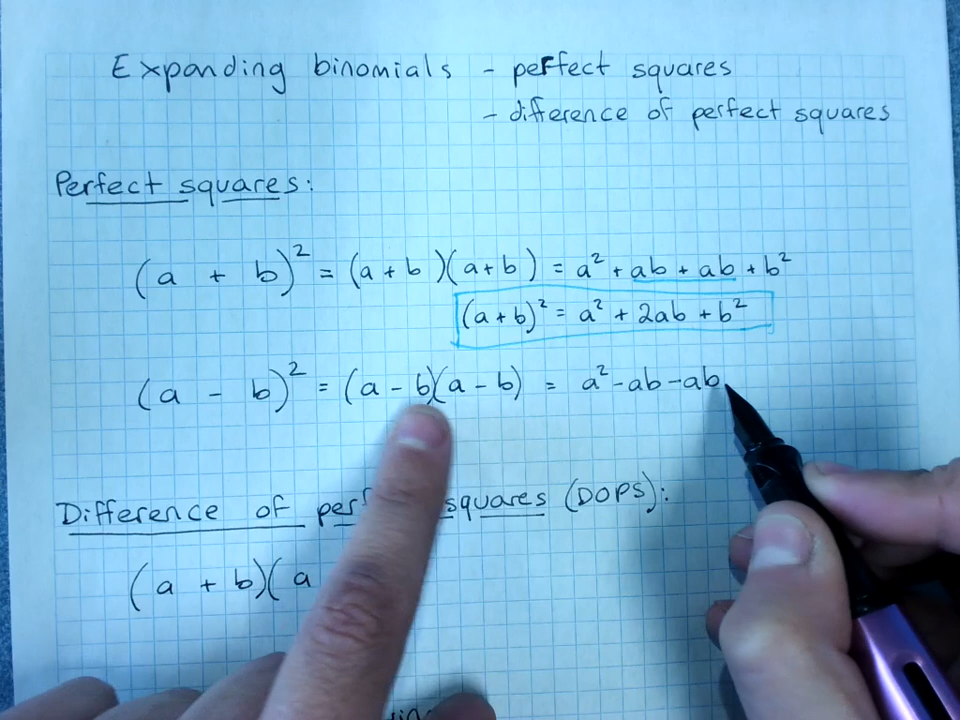 Expanding binomials - perfect squares
- difference of perfect squares
Perfect squares:
(a + b)² = (a + b)(a + b) = a² + ab + ab + b²
(a + b)² = a² + 2ab + b²
(a - b)² = (a - b)(a - b) = a² - ab - ab
Difference of squares (DOPS):
(a + b)(a